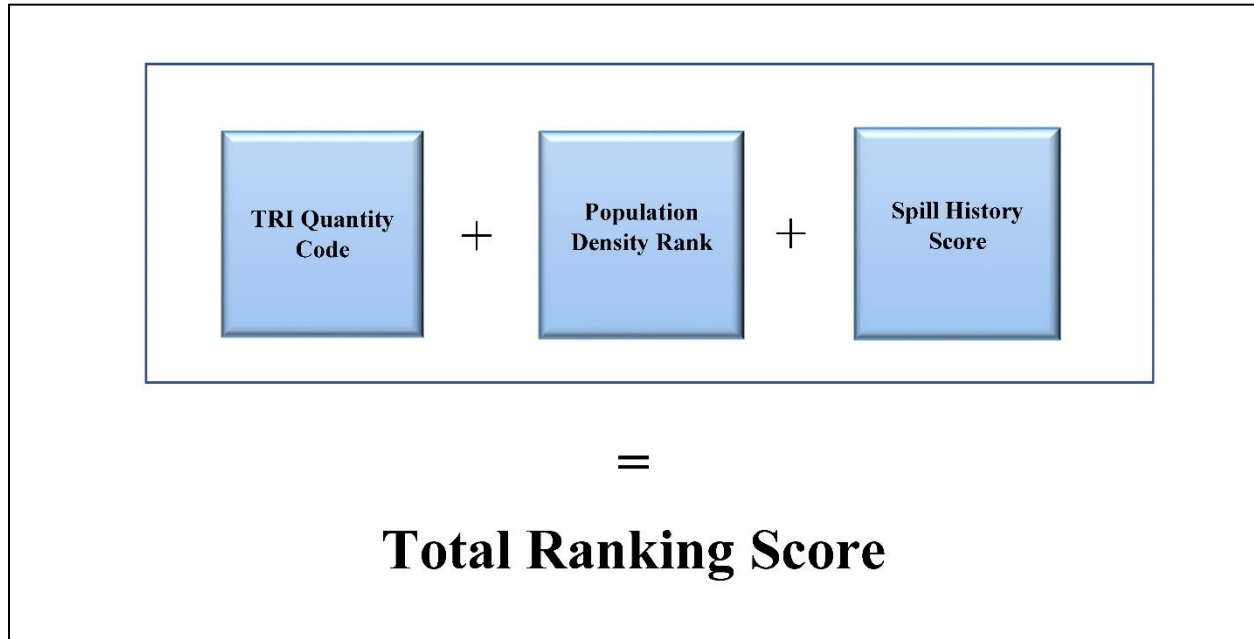 TRI Quantity
Code
+
Population
Density Rank
+
Spill History
Score
=
Total Ranking Score